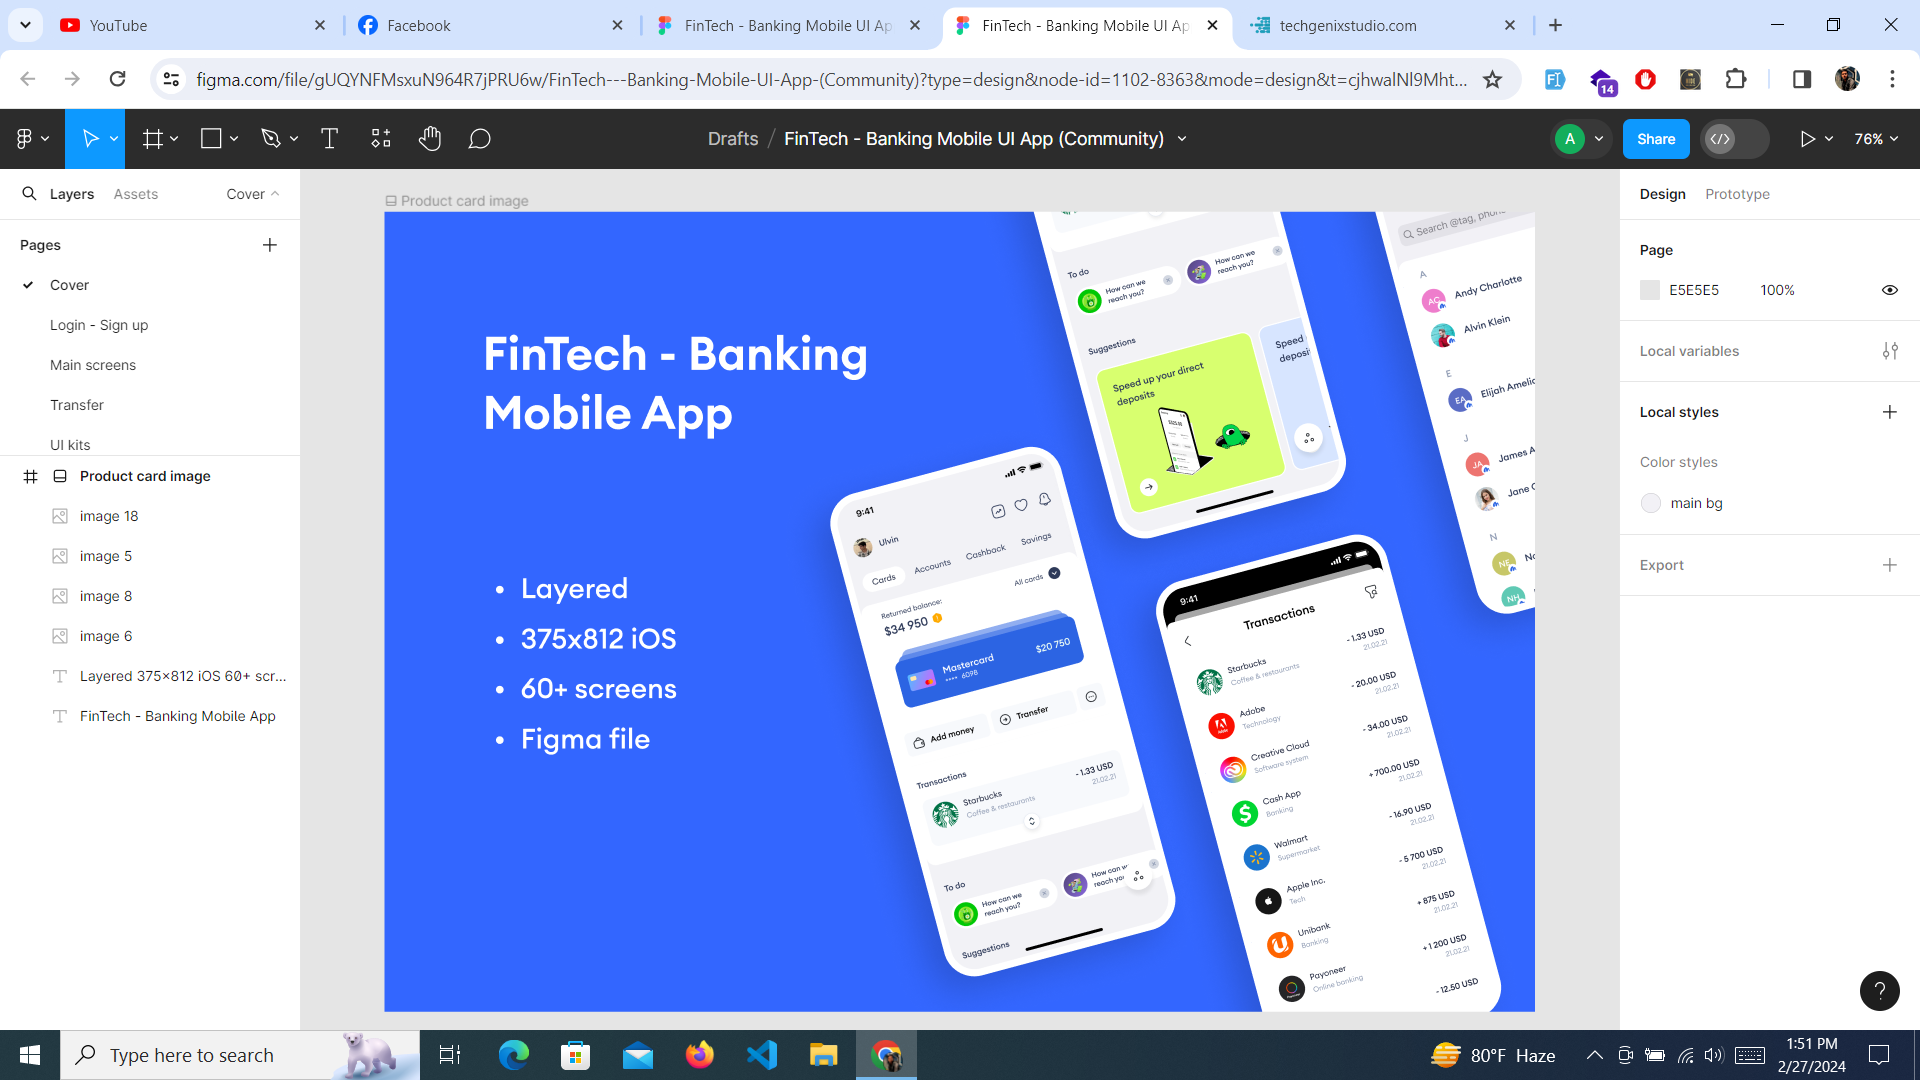 YouTube
Facebook
FinTech - Banking Mobile UI Ap
FinTech - Banking Mobile UI Ap
techgenixstudio.com
figma.com/file/gUQYNFMsxuN964R7jPRU6w/FinTech---Banking-Mobile-UI-App-(Community)?type=design&node-id=1102-8363&mode=design&t=cjhwalNl9Mht...
14
Drafts / FinTech - Banking Mobile UI App (Community)
A
Share
76%
Layers
Assets
Cover
Pages
Cover
Login - Sign up
Main screens
Transfer
UI kits
Product card image
image 18
image 5
image 8
image 6
Layered 375x812 iOS 60+ scr...
FinTech - Banking Mobile App
Product card image
FinTech - Banking
Mobile App
• Layered
• 375x812 iOS
• 60+ screens
• Figma file
To do
How can we
reach you?
How can we
reach you?
Suggestions
Speed up your direct
deposits
Speed
deposi
Search @tag, phon
A
AC
Andy Charlotte
Alvin Klein
E
EA
Elijah Amelia
J
JA
James A
Jane C
N
NE
No
NH
9:41
Ulvin
Cards
Accounts
Cashback
Savings
Returned balance:
$34 950
All cards
Mastercard
•••• 6098
$20 750
Add money
Transfer
Transactions
Starbucks
Coffee & restaurants
- 1.33 USD
21.02.21
To do
How can we
reach you?
How can w
reach you
Suggestions
9:41
Transactions
Starbucks
Coffee & restaurants
- 1.33 USD
21.02.21
Adobe
Technology
- 20.00 USD
21.02.21
Creative Cloud
Software system
- 34.00 USD
21.02.21
Cash App
Banking
+ 700.00 USD
21.02.21
Walmart
Supermarket
- 16.90 USD
21.02.21
Apple Inc.
Tech
- 5 700 USD
21.02.21
Unibank
Banking
+ 875 USD
21.02.21
Payoneer
Online banking
+ 1 200 USD
21.02.21
- 12.50 USD
Design
Prototype
Page
E5E5E5
100%
Local variables
Local styles
Color styles
main bg
Export
?
Type here to search
80°F Haze
1:51 PM
2/27/2024